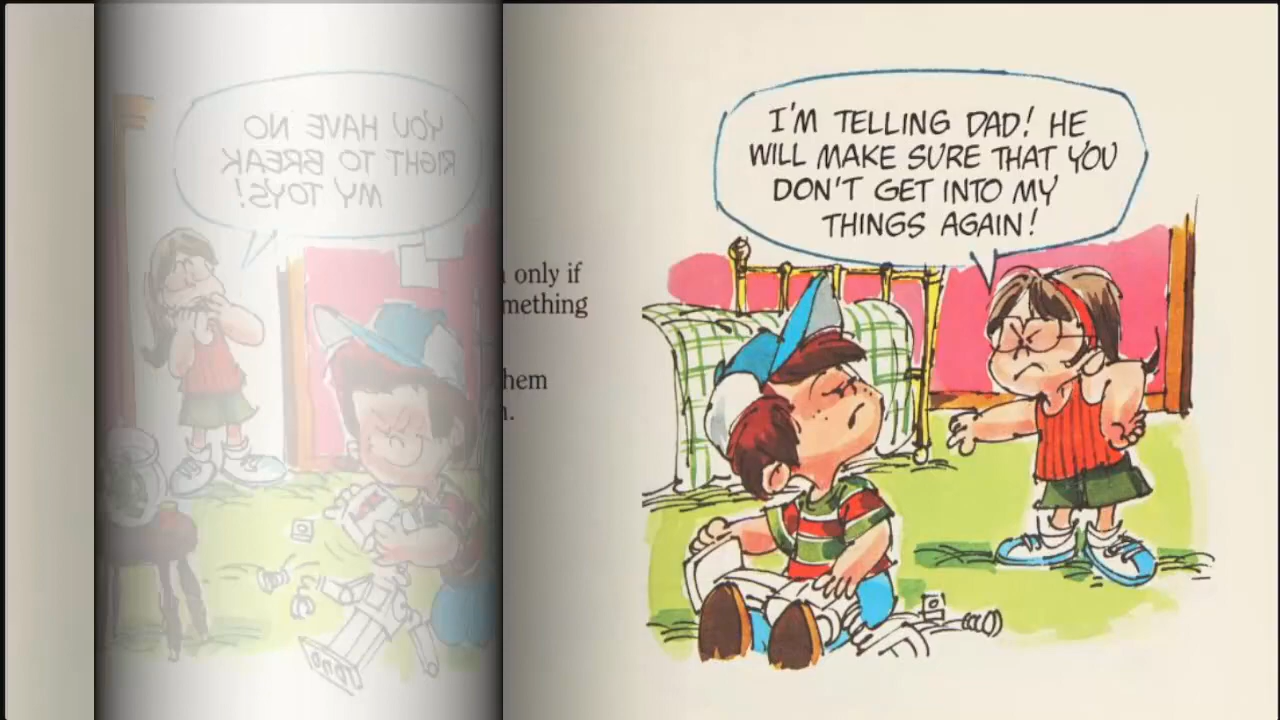 YOU HAVE NO
RIGHT TO BREAK
MY TOYS!
only if
mething
hem
I'M TELLING DAD! HE
WILL MAKE SURE THAT YOU
DON'T GET INTO MY
THINGS AGAIN!